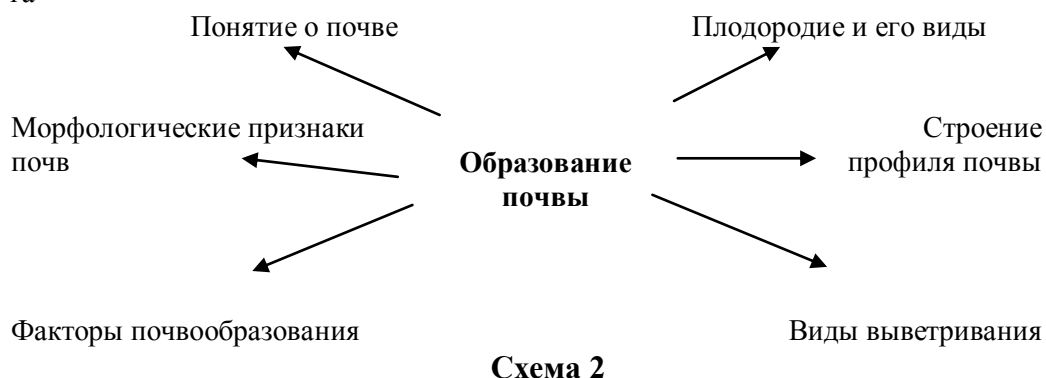 Понятие о почве
Плодородие и его виды
Морфологические признаки
почв
Образование
почвы
Строение
профиля почвы
Факторы почвообразования
Виды выветривания
Схема 2